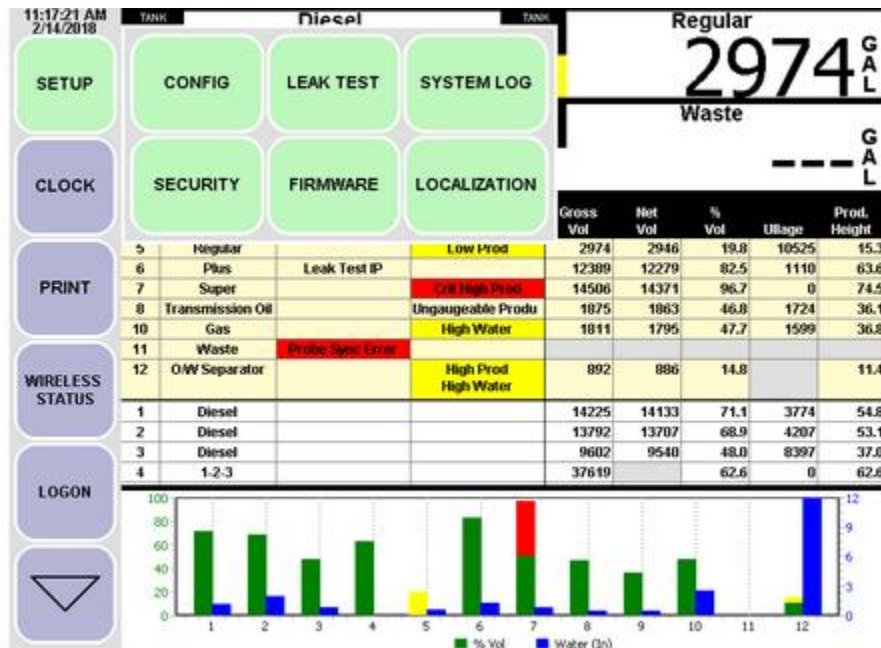 11:17:21 AM
2/14/2018
TANK
Diesel
TANK
Regular
2974
GAL
Waste
---
GAL
SETUP
CLOCK
PRINT
WIRELESS
STATUS
LOGON
CONFIG
LEAK TEST
SYSTEM LOG
SECURITY
FIRMWARE
LOCALIZATION
Gross Vol Net Vol % Vol Ullage Prod. Height
5 Regular Low Prod 2974 2946 19.8 10525 15.3
6 Plus Leak Test IP 12389 12279 82.5 1110 63.6
7 Super Crit High Prod 14506 14371 96.7 0 74.5
8 Transmission Oil Ungaugeable Produ 1875 1863 46.8 1724 36.1
10 Gas High Water 1811 1795 47.7 1599 36.8
11 Waste Probe Sync Error
12 O/W Separator High Prod High Water 892 886 14.8 11.4
1 Diesel 14225 14133 71.1 3774 54.8
2 Diesel 13792 13707 68.9 4207 53.1
3 Diesel 9602 9540 48.0 8397 37.0
4 1-2-3 37619 62.6 0 62.6
100
80
60
40
20
0
12
9
6
3
0
1 2 3 4 5 6 7 8 9 10 11 12
% Vol Water (In)